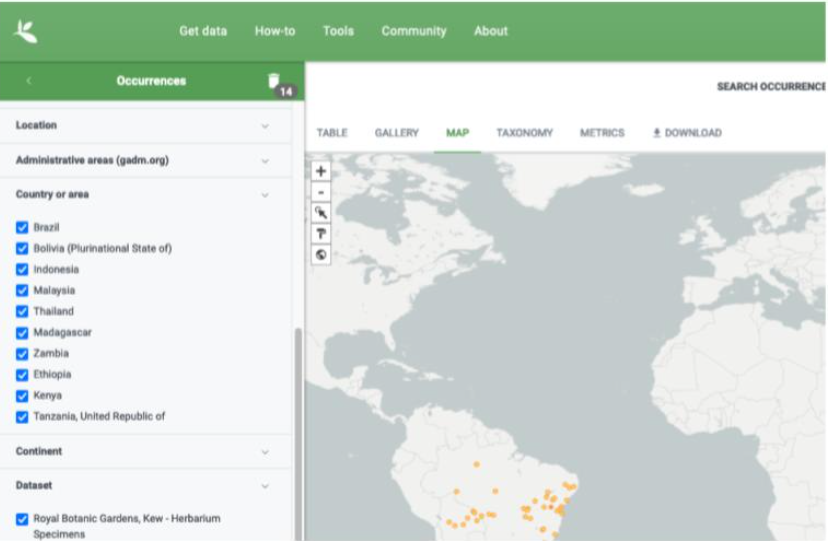 Get data How-to Tools Community About
Occurrences 14
Location
Administrative areas (gadm.org)
Country or area
Brazil
Bolivia (Plurinational State of)
Indonesia
Malaysia
Thailand
Madagascar
Zambia
Ethiopia
Kenya
Tanzania, United Republic of
Continent
Dataset
Royal Botanic Gardens, Kew - Herbarium
Specimens
SEARCH OCCURRENCE
TABLE GALLERY MAP TAXONOMY METRICS DOWNLOAD
+
-